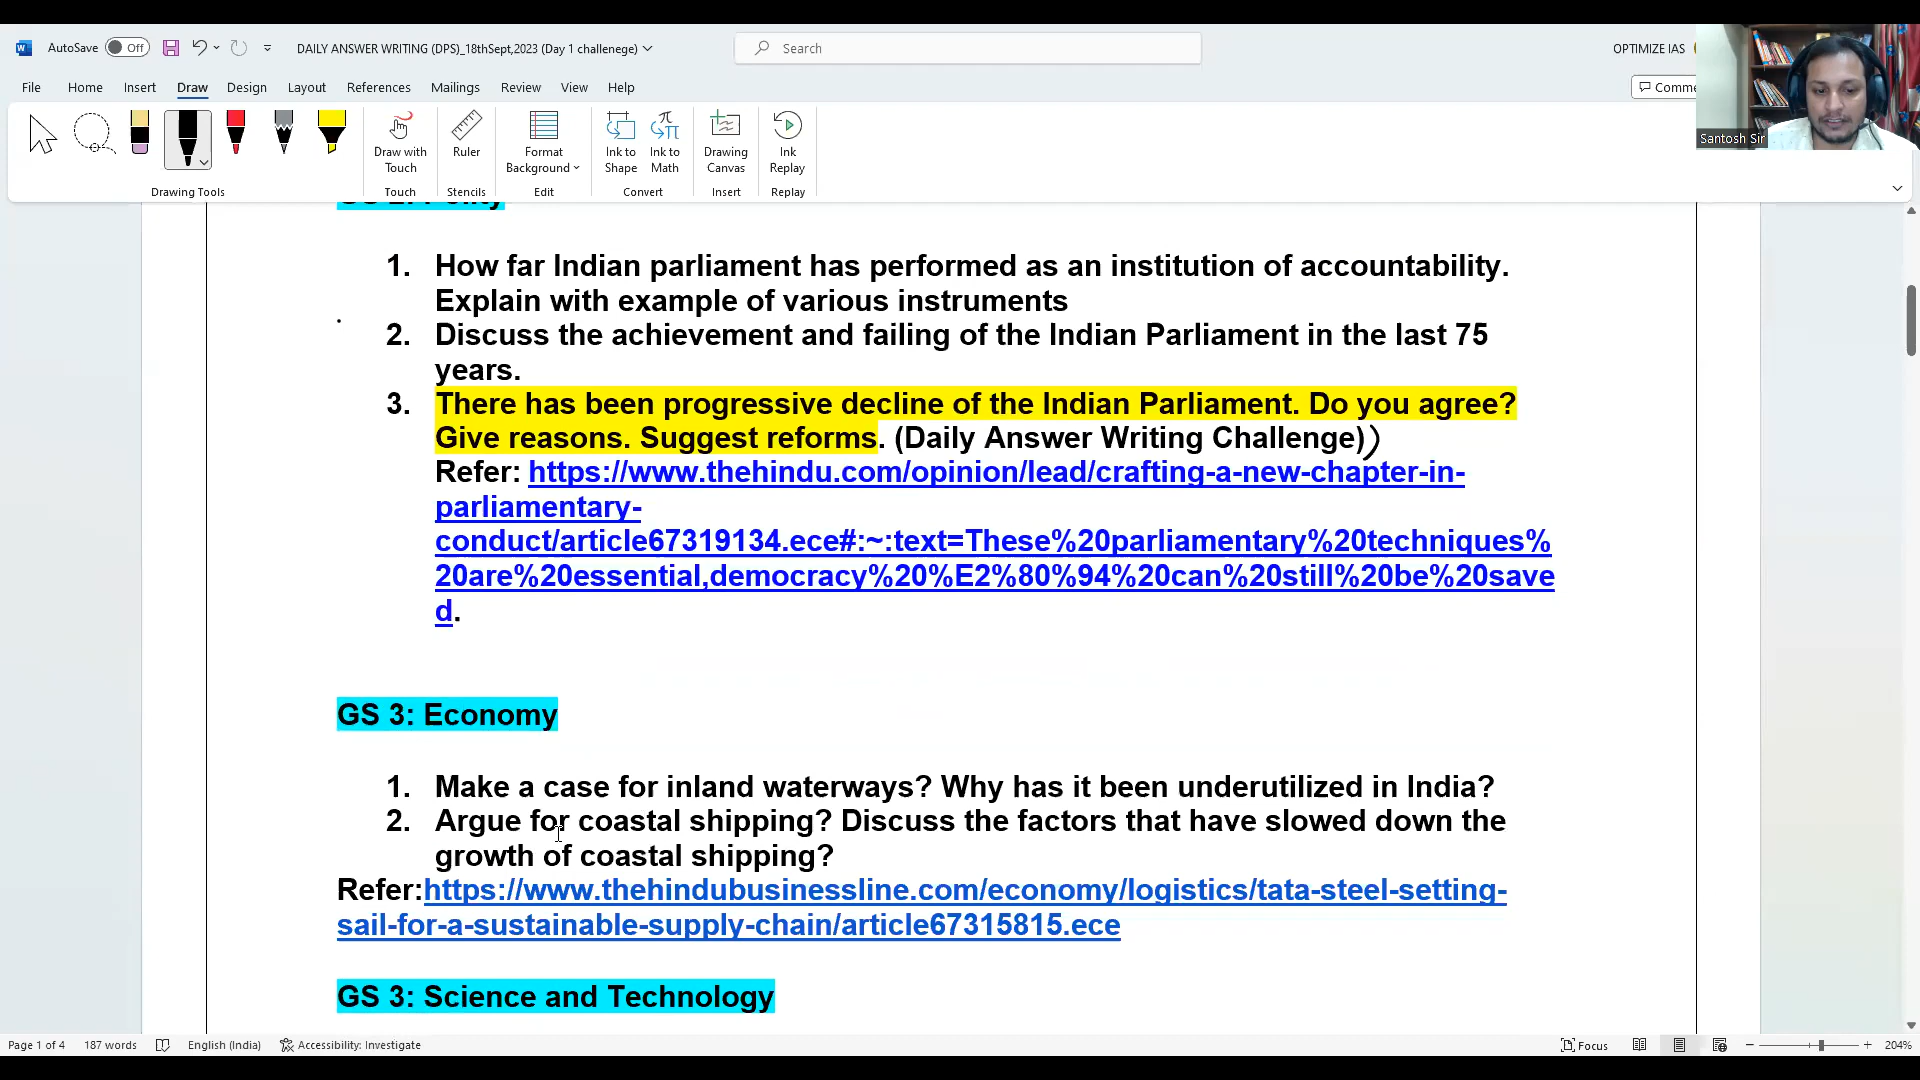 AutoSave Off
DAILY ANSWER WRITING (DPS)_18thSept,2023 (Day 1 challenege)
Search
OPTIMIZE IAS
File Home Insert Draw Design Layout References Mailings Review View Help
Draw with Touch
Ruler
Format Background
Ink to Shape
Ink to Math
Drawing Canvas
Ink Replay
Drawing Tools Touch Stencils Edit Convert Insert Replay
Santosh Sir
1. How far Indian parliament has performed as an institution of accountability.
Explain with example of various instruments
2. Discuss the achievement and failing of the Indian Parliament in the last 75
years.
3. There has been progressive decline of the Indian Parliament. Do you agree?
Give reasons. Suggest reforms. (Daily Answer Writing Challenge))
Refer: https://www.thehindu.com/opinion/lead/crafting-a-new-chapter-in-
parliamentary-
conduct/article67319134.ece#:~:text=These%20parliamentary%20techniques%
20are%20essential,democracy%20%E2%80%94%20can%20still%20be%20save
d.
GS 3: Economy
1. Make a case for inland waterways? Why has it been underutilized in India?
2. Argue for coastal shipping? Discuss the factors that have slowed down the
growth of coastal shipping?
Refer:https://www.thehindubusinessline.com/economy/logistics/tata-steel-setting-
sail-for-a-sustainable-supply-chain/article67315815.ece
GS 3: Science and Technology
Page 1 of 4 187 words English (India) Accessibility: Investigate Focus 204%